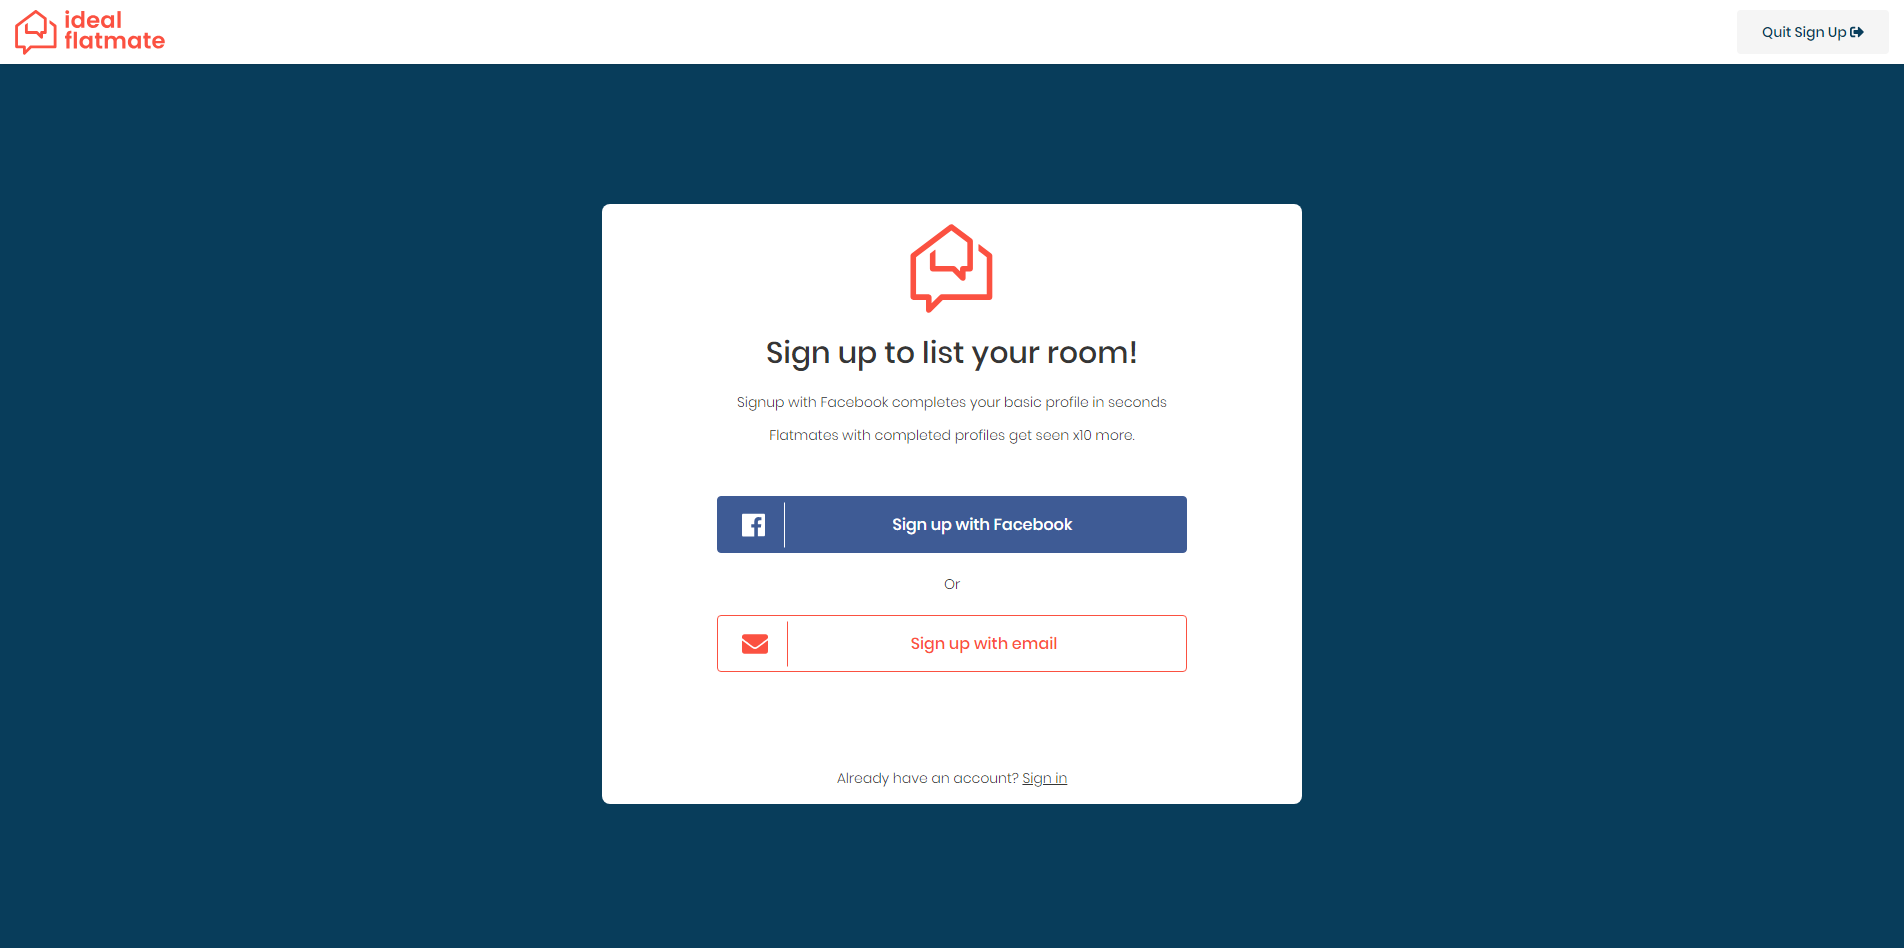 ideal
flatmate
Quit Sign Up
Sign up to list your room!
Signup with Facebook completes your basic profile in seconds
Flatmates with completed profiles get seen x10 more.
Sign up with Facebook
Or
Sign up with email
Already have an account? Sign in